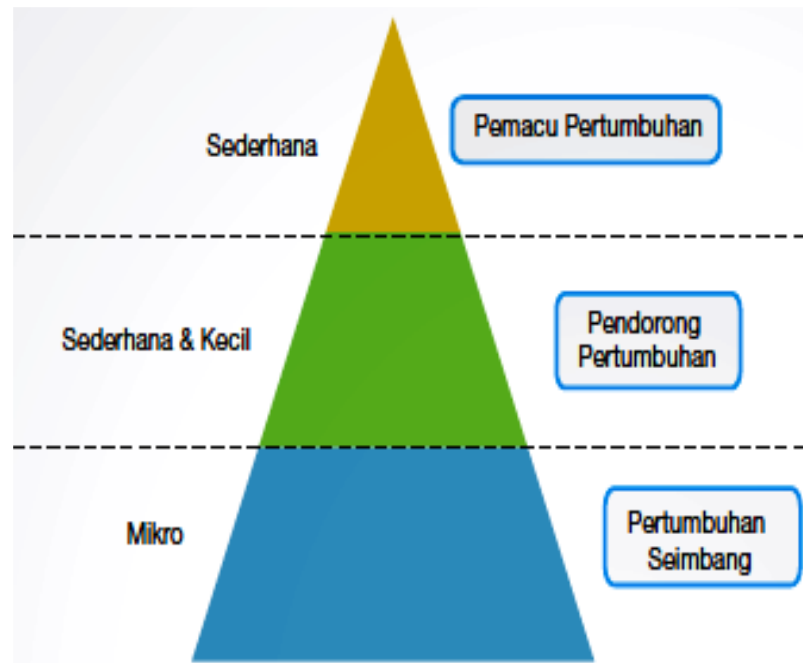 Sederhana
Pemacu Pertumbuhan
Sederhana & Kecil
Pendorong
Pertumbuhan
Mikro
Pertumbuhan
Seimbang